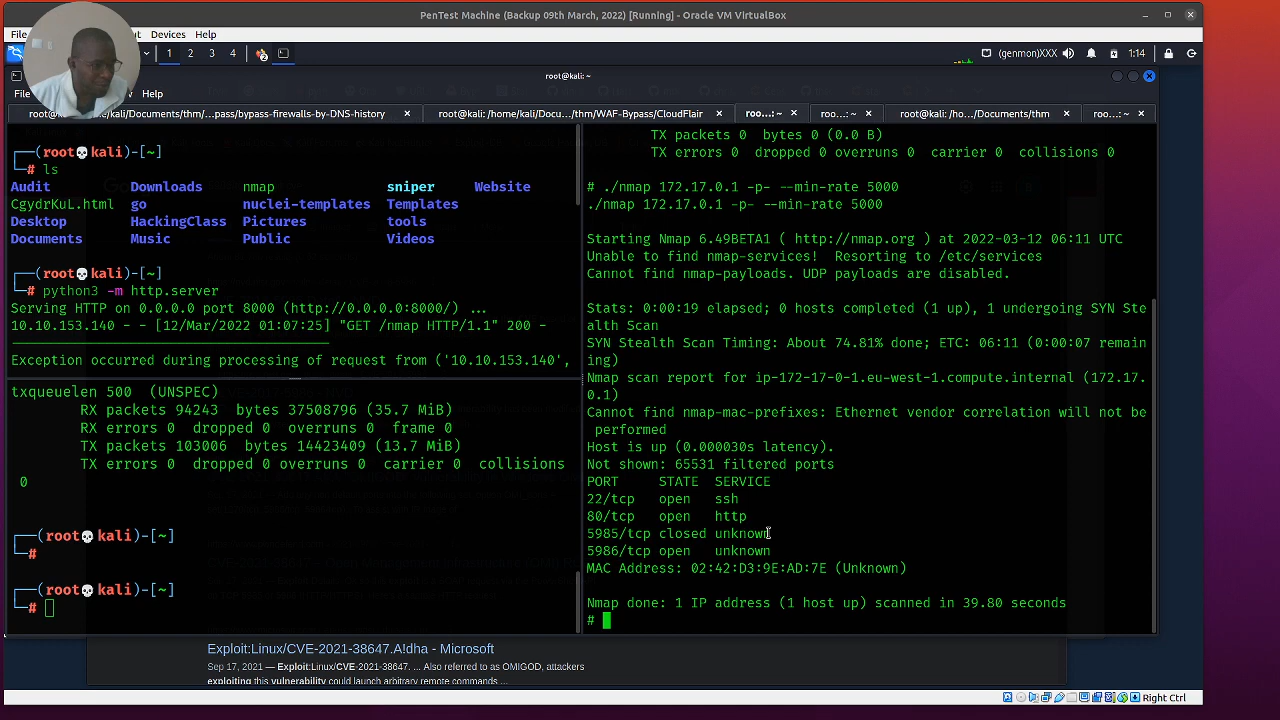 PenTest Machine (Backup 09th March, 2022) [Running] - Oracle VM VirtualBox
File
Devices
Help
1
2
3
4
(genmon)XXX
1:14
root@kali: ~
Help
root@kali: /home/kali/Documents/thm/...pass/bypass-firewalls-by-DNS-history
root@kali: /home/kali/Docu...thm/WAF-Bypass/CloudFlair
roo...: ~
roo...: ~
root@kali: /ho.../Documents/thm
roo...: ~
(root💀kali)-[~]
# ls
Audit Downloads nmap sniper Website
CgydrKuL.html go nuclei-templates Templates
Desktop HackingClass Pictures tools
Documents Music Public Videos
(root💀kali)-[~]
# python3 -m http.server
Serving HTTP on 0.0.0.0 port 8000 (http://0.0.0.0:8000/) ...
10.10.153.140 - - [12/Mar/2022 01:07:25] "GET /nmap HTTP/1.1" 200 -
----------------------------------------
Exception occurred during processing of request from ('10.10.153.140',
txqueuelen 500 (UNSPEC)
RX packets 94243 bytes 37508796 (35.7 MiB)
RX errors 0 dropped 0 overruns 0 frame 0
TX packets 103006 bytes 14423409 (13.7 MiB)
TX errors 0 dropped 0 overruns 0 carrier 0 collisions
0
(root💀kali)-[~]
#
(root💀kali)-[~]
#
TX packets 0 bytes 0 (0.0 B)
TX errors 0 dropped 0 overruns 0 carrier 0 collisions 0
# ./nmap 172.17.0.1 -p- --min-rate 5000
./nmap 172.17.0.1 -p- --min-rate 5000
Starting Nmap 6.49BETA1 ( http://nmap.org ) at 2022-03-12 06:11 UTC
Unable to find nmap-services! Resorting to /etc/services
Cannot find nmap-payloads. UDP payloads are disabled.
Stats: 0:00:19 elapsed; 0 hosts completed (1 up), 1 undergoing SYN Ste
alth Scan
SYN Stealth Scan Timing: About 74.81% done; ETC: 06:11 (0:00:07 remain
ing)
Nmap scan report for ip-172-17-0-1.eu-west-1.compute.internal (172.17.
0.1)
Cannot find nmap-mac-prefixes: Ethernet vendor correlation will not be
performed
Host is up (0.000030s latency).
Not shown: 65531 filtered ports
PORT STATE SERVICE
22/tcp open ssh
80/tcp open http
5985/tcp closed unknown
5986/tcp open unknown
MAC Address: 02:42:D3:9E:AD:7E (Unknown)
Nmap done: 1 IP address (1 host up) scanned in 39.80 seconds
#
Exploit:Linux/CVE-2021-38647.A!dha - Microsoft
Sep 17, 2021 — Exploit:Linux/CVE-2021-38647. ... Also referred to as OMIGOD, attackers
exploiting this vulnerability could launch arbitrary remote commands ...
Right Ctrl